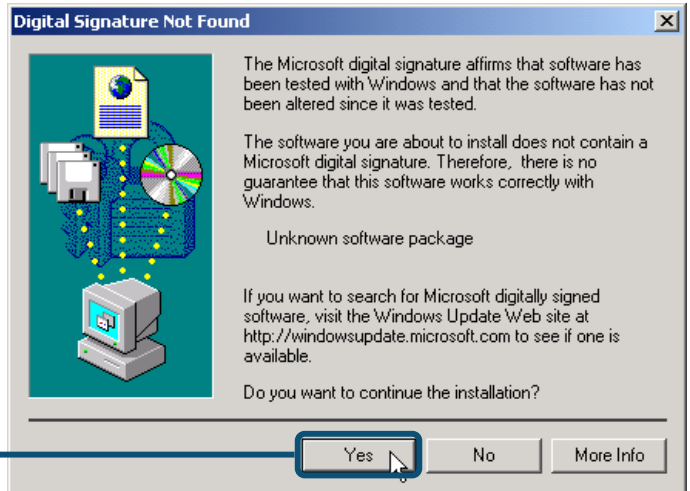 Digital Signature Not Found
The Microsoft digital signature affirms that software has
been tested with Windows and that the software has not
been altered since it was tested.
The software you are about to install does not contain a
Microsoft digital signature. Therefore, there is no
guarantee that this software works correctly with
Windows.
Unknown software package
If you want to search for Microsoft digitally signed
software, visit the Windows Update Web site at
http://windowsupdate.microsoft.com to see if one is
available.
Do you want to continue the installation?
Yes No More Info